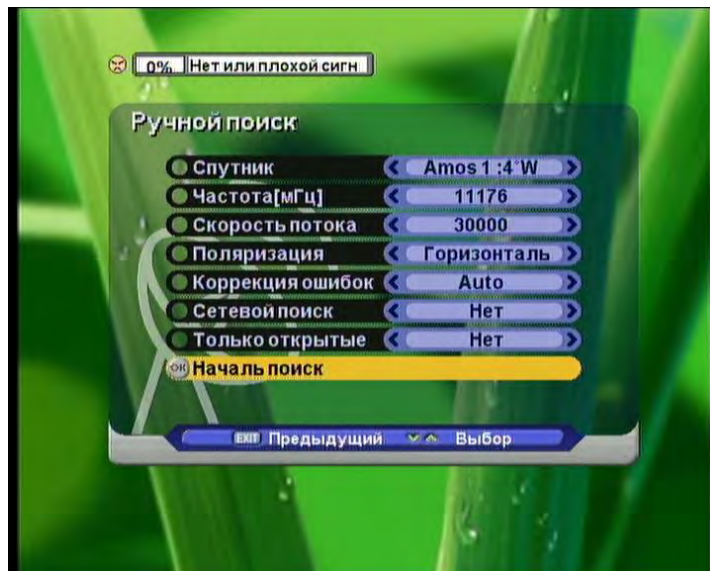 0% Нет или плохой сигн
Ручной поиск
Спутник Amos 1 :4°W
Частота[мГц] 11176
Скорость потока 30000
Поляризация Горизонталь
Коррекция ошибок Auto
Сетевой поиск Нет
Только открытые Нет
OK Началь поиск
EXIT Предыдущий Выбор